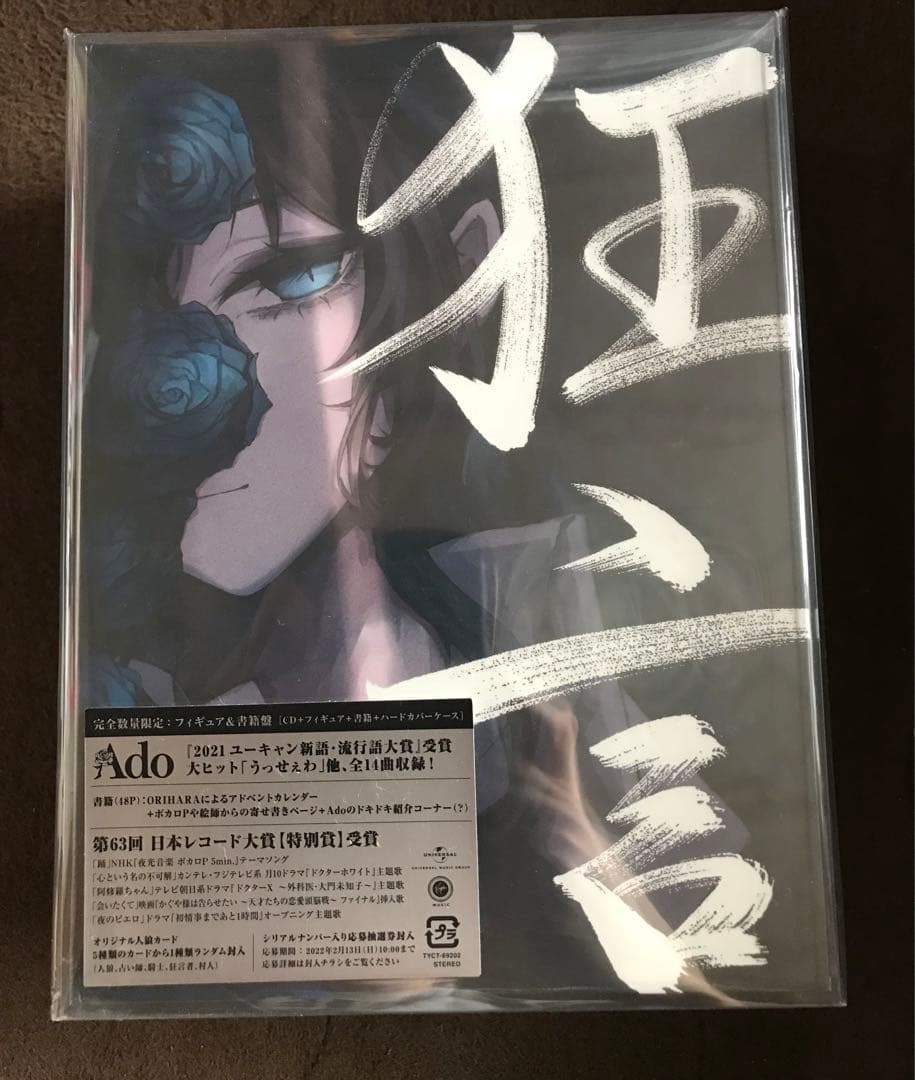 狂言
完全数量限定：フィギュア&書籍盤［CD+フィギュア+書籍+ハードカバーケース］
Ado
『2021 ユーキャン新語・流行語大賞』受賞
大ヒット「うっせぇわ」他、全14曲収録！
書籍(48P)：ORIHARAによるアドベントカレンダー
+ボカロPや絵師からの寄せ書きページ+Adoのドキドキ紹介コーナー(？)
第63回 日本レコード大賞【特別賞】受賞
「踊」NHK『夜光音楽 ボカロP 5min.』テーマソング
「心という名の不可解」カンテレ・フジテレビ系 月10ドラマ『ドクターホワイト』主題歌
「阿修羅ちゃん」テレビ朝日系ドラマ『ドクターX ～外科医・大門未知子～』主題歌
「会いたくて」映画『かぐや様は告らせたい ～天才たちの恋愛頭脳戦～ ファイナル』挿入歌
「夜のピエロ」ドラマ『初情事まであと1時間』オープニング主題歌
UNIVERSAL
UNIVERSAL MUSIC GROUP
Virgin
MUSIC
オリジナル人狼カード
5種類のカードから1種類ランダム封入
(人狼、占い師、騎士、狂言者、村人)
シリアルナンバー入り応募抽選券封入
応募期間：2022年2月13日(日)10:00まで
応募詳細は封入チラシをご覧ください
プラ
TYCT-69202
STEREO